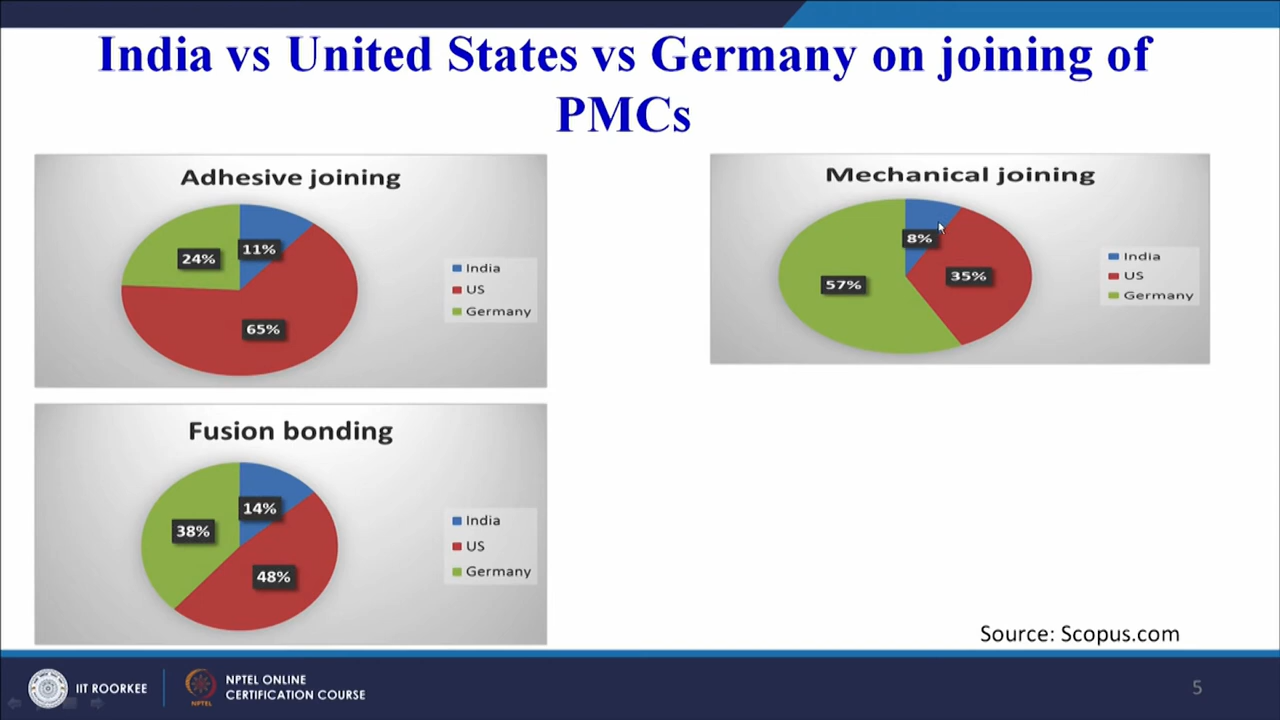 India vs United States vs Germany on joining of
PMCs
Adhesive joining
11%
24%
65%
India
US
Germany
Mechanical joining
8%
35%
57%
India
US
Germany
Fusion bonding
14%
38%
48%
India
US
Germany
Source: Scopus.com
IIT ROORKEE
NPTEL
NPTEL ONLINE
CERTIFICATION COURSE
5